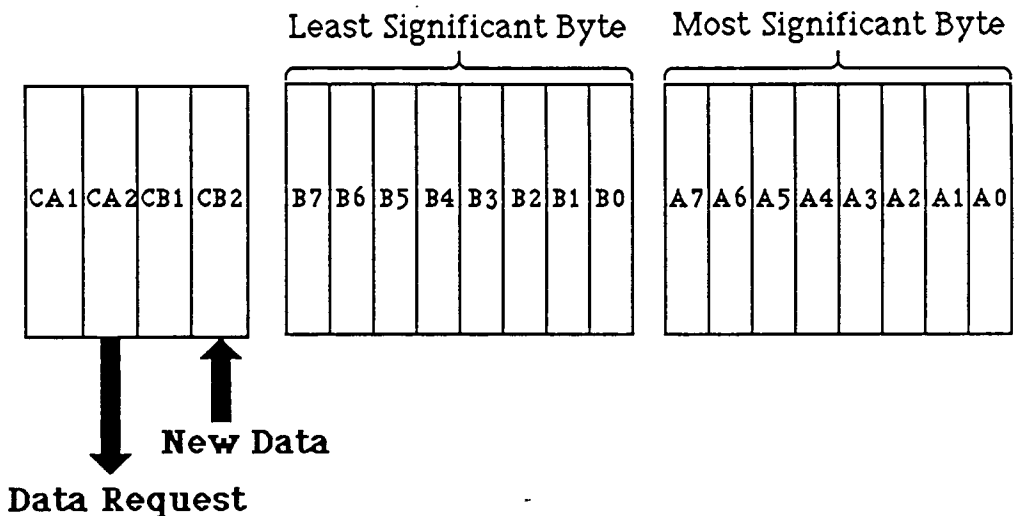 Least Significant Byte Most Significant Byte
CA1 CA2 CB1 CB2 B7 B6 B5 B4 B3 B2 B1 B0 A7 A6 A5 A4 A3 A2 A1 A0
New Data
Data Request